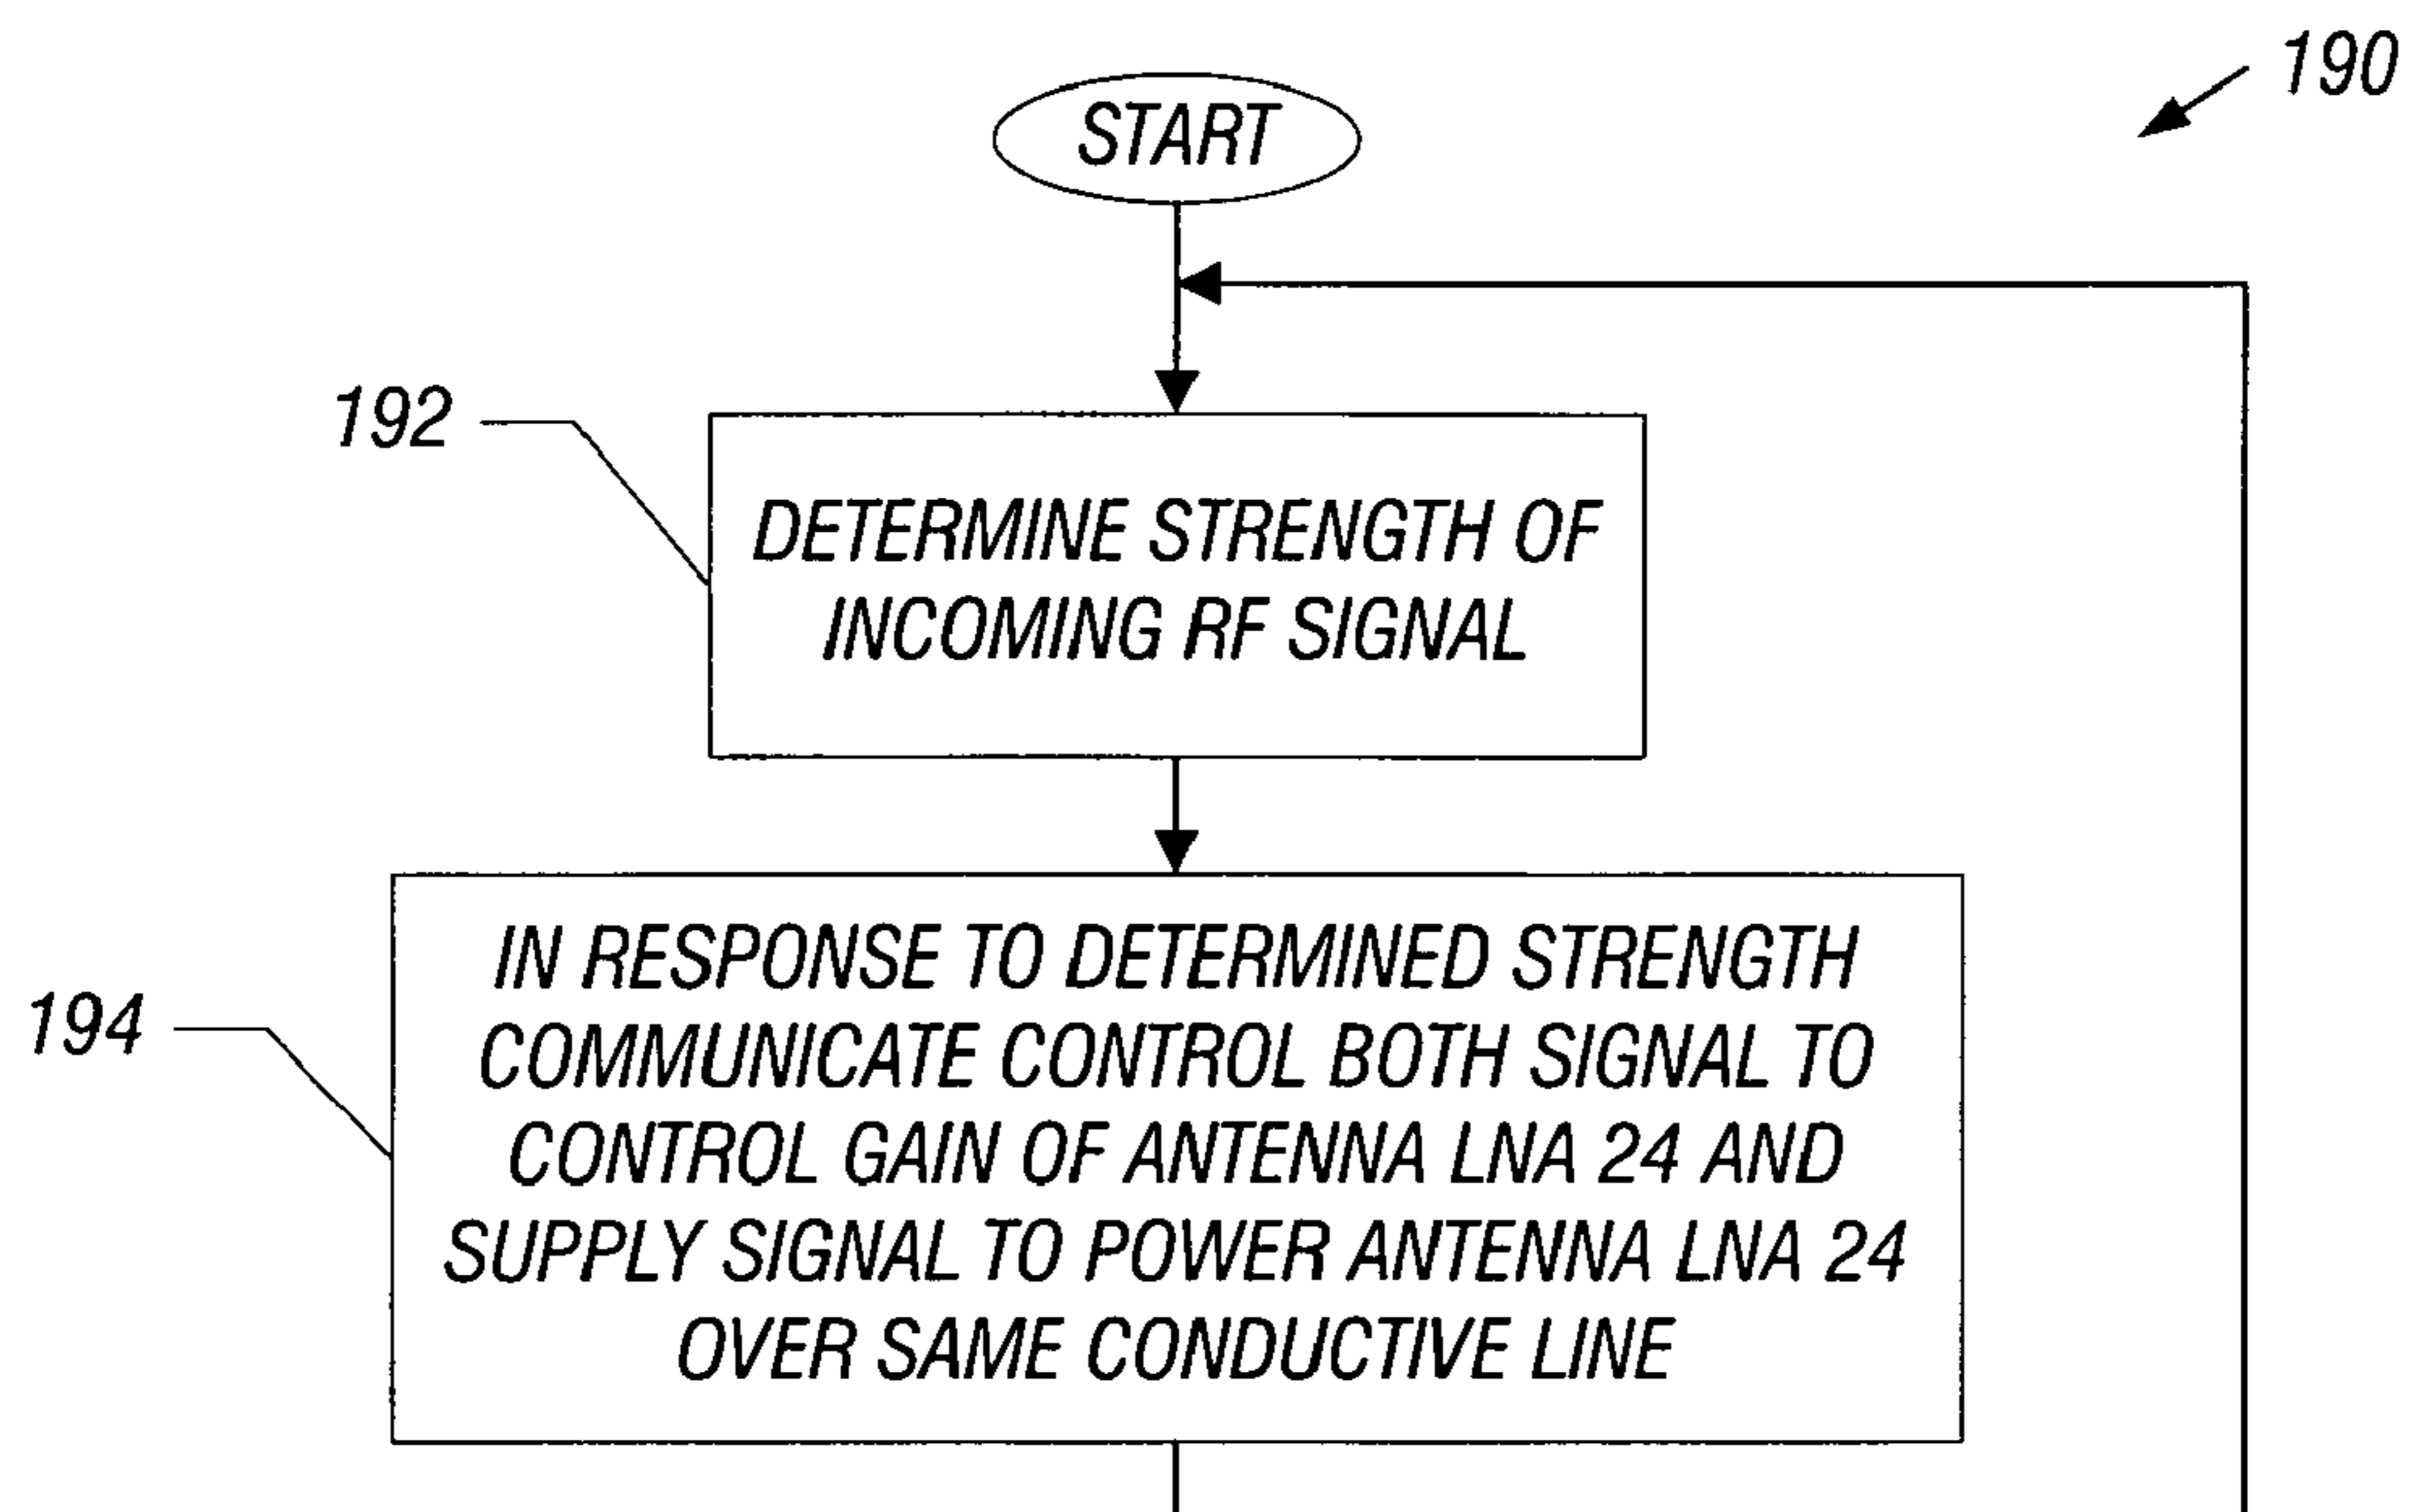 190
START
192
DETERMINE STRENGTH OF
INCOMING RF SIGNAL
194
IN RESPONSE TO DETERMINED STRENGTH
COMMUNICATE CONTROL BOTH SIGNAL TO
CONTROL GAIN OF ANTENNA LNA 24 AND
SUPPLY SIGNAL TO POWER ANTENNA LNA 24
OVER SAME CONDUCTIVE LINE